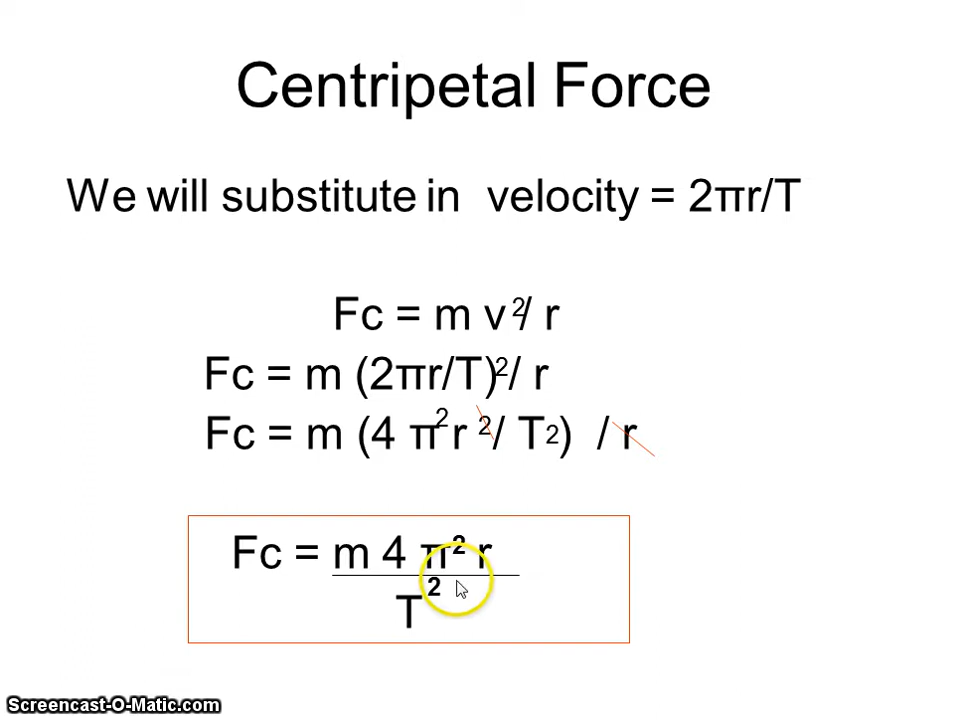 Centripetal Force
We will substitute in velocity = 2πr/T
Fc = m v²/ r
Fc = m (2πr/T)²/ r
Fc = m (4 π² r ²/ T²) / r
Fc = m 4 π² r
T²
Screencast-O-Matic.com